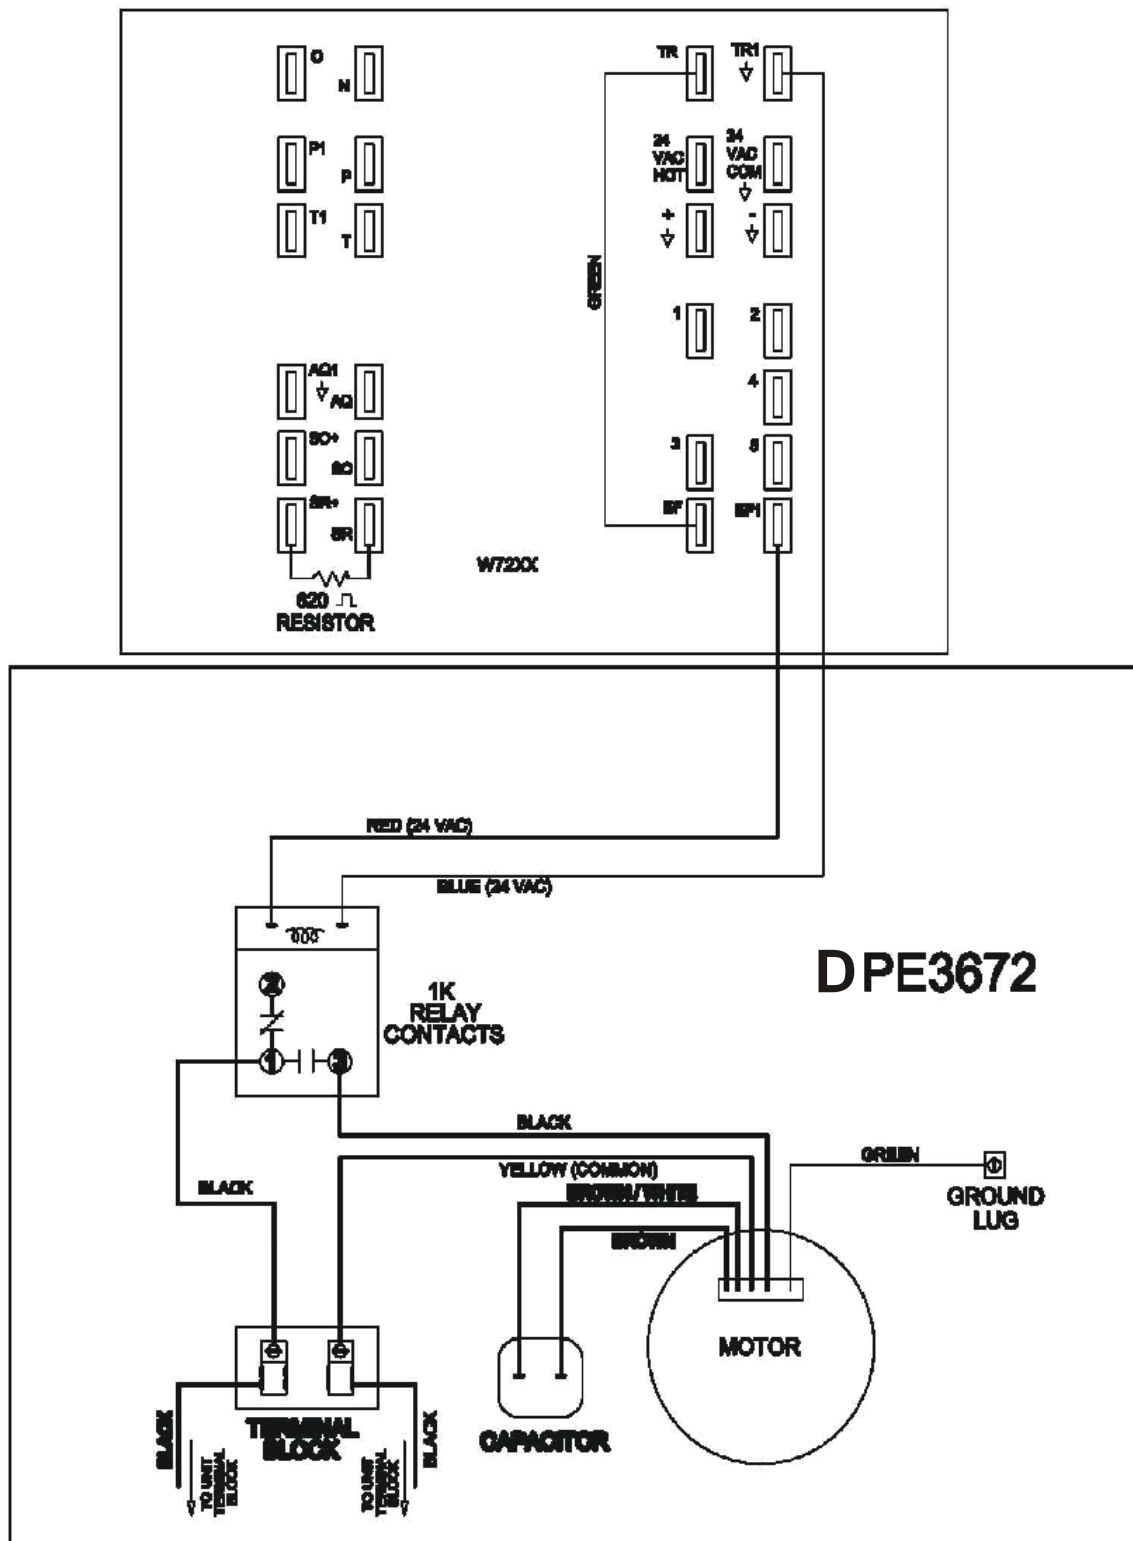 O
N
TR
TR1
P1
P
24
VAC
HOT
24
VAC
COM
T1
T
+
-
GREEN
1
2
AQ1
AQ
4
SO+
SO
3
5
SR+
SR
EF
EF1
W72XX
620
RESISTOR
RED (24 VAC)
BLUE (24 VAC)
DPE3672
2
1K
RELAY
CONTACTS
1
3
BLACK
YELLOW (COMMON)
GREEN
BROWN/WHITE
BLACK
GROUND
LUG
BROWN
MOTOR
TERMINAL
BLOCK
CAPACITOR
BLACK
TO UNIT
TERMINAL
BLOCK
TO UNIT
TERMINAL
BLOCK
BLACK